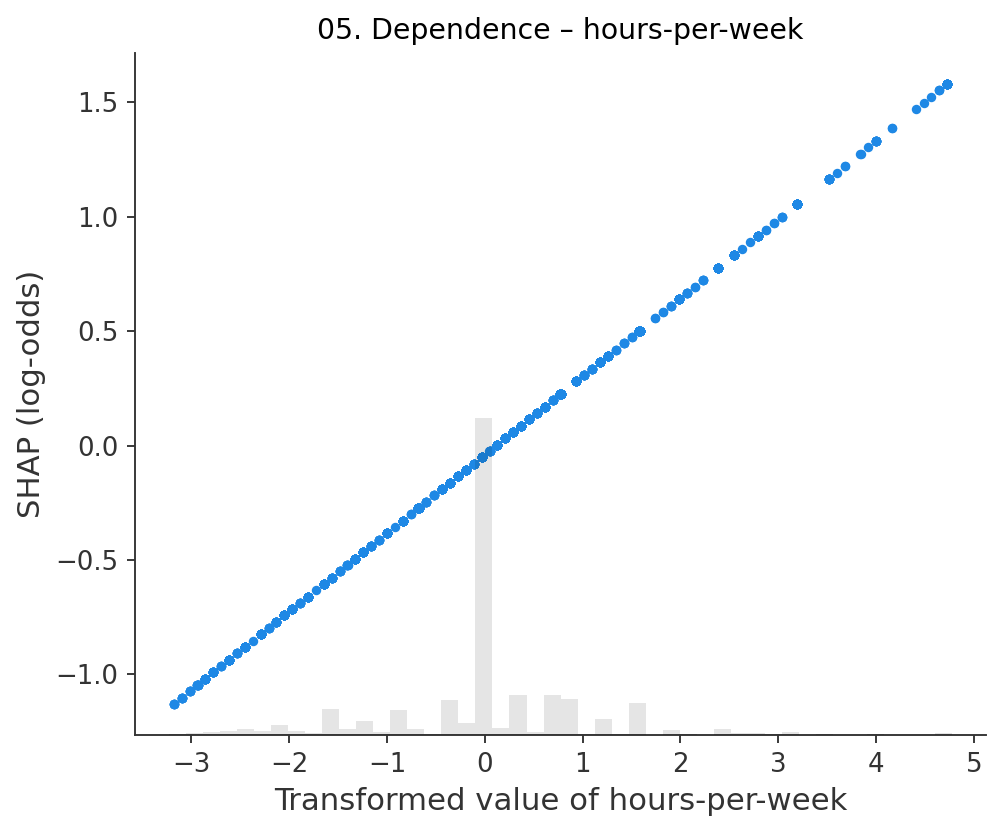 05. Dependence – hours-per-week
1.5
1.0
0.5
0.0
−0.5
−1.0
SHAP (log-odds)
−3 −2 −1 0 1 2 3 4 5
Transformed value of hours-per-week